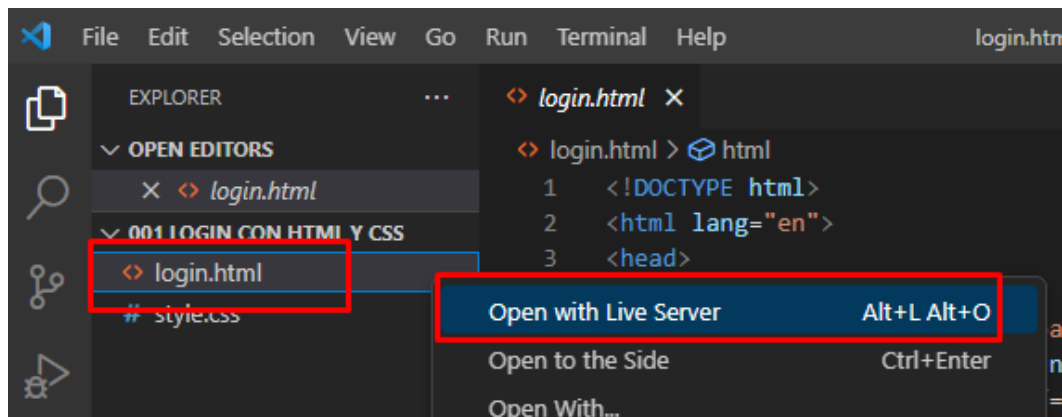 File Edit Selection View Go Run Terminal Help
EXPLORER
OPEN EDITORS
login.html
001 LOGIN CON HTML Y CSS
login.html
# style.css
login.html
login.html > html
1 <!DOCTYPE html>
2 <html lang="en">
3 <head>
Open with Live Server Alt+L Alt+O
Open to the Side Ctrl+Enter
Open With...